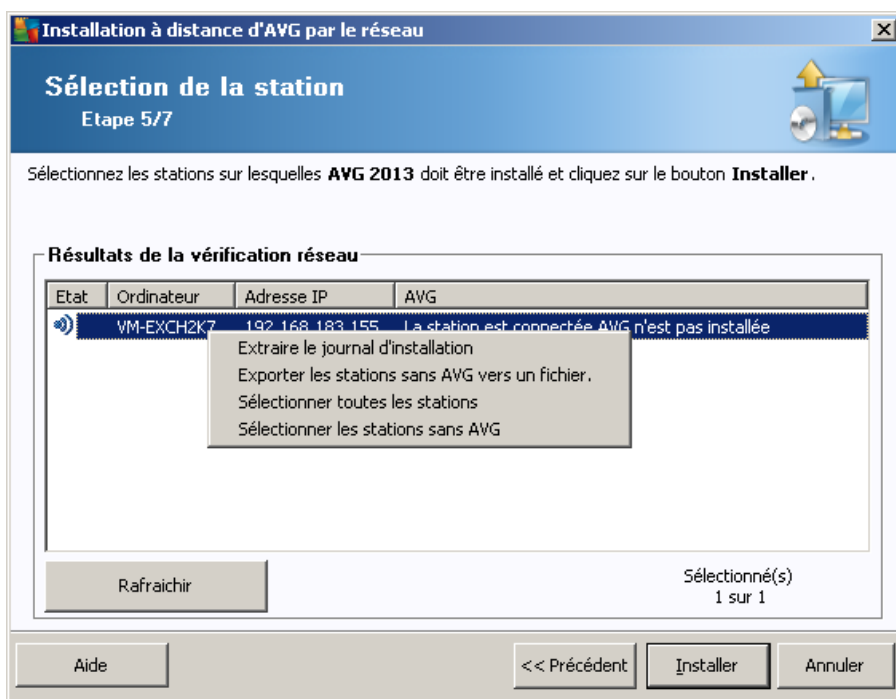 Installation à distance d'AVG par le réseau
Sélection de la station
Etape 5/7
Sélectionnez les stations sur lesquelles AVG 2013 doit être installé et cliquez sur le bouton Installer.
Résultats de la vérification réseau
Etat Ordinateur Adresse IP AVG
VM-EXCH2K7 192.168.183.155 La station est connectée AVG n'est pas installée
Extraire le journal d'installation
Exporter les stations sans AVG vers un fichier.
Sélectionner toutes les stations
Sélectionner les stations sans AVG
Rafraichir
Sélectionné(s)
1 sur 1
Aide << Précédent Installer Annuler